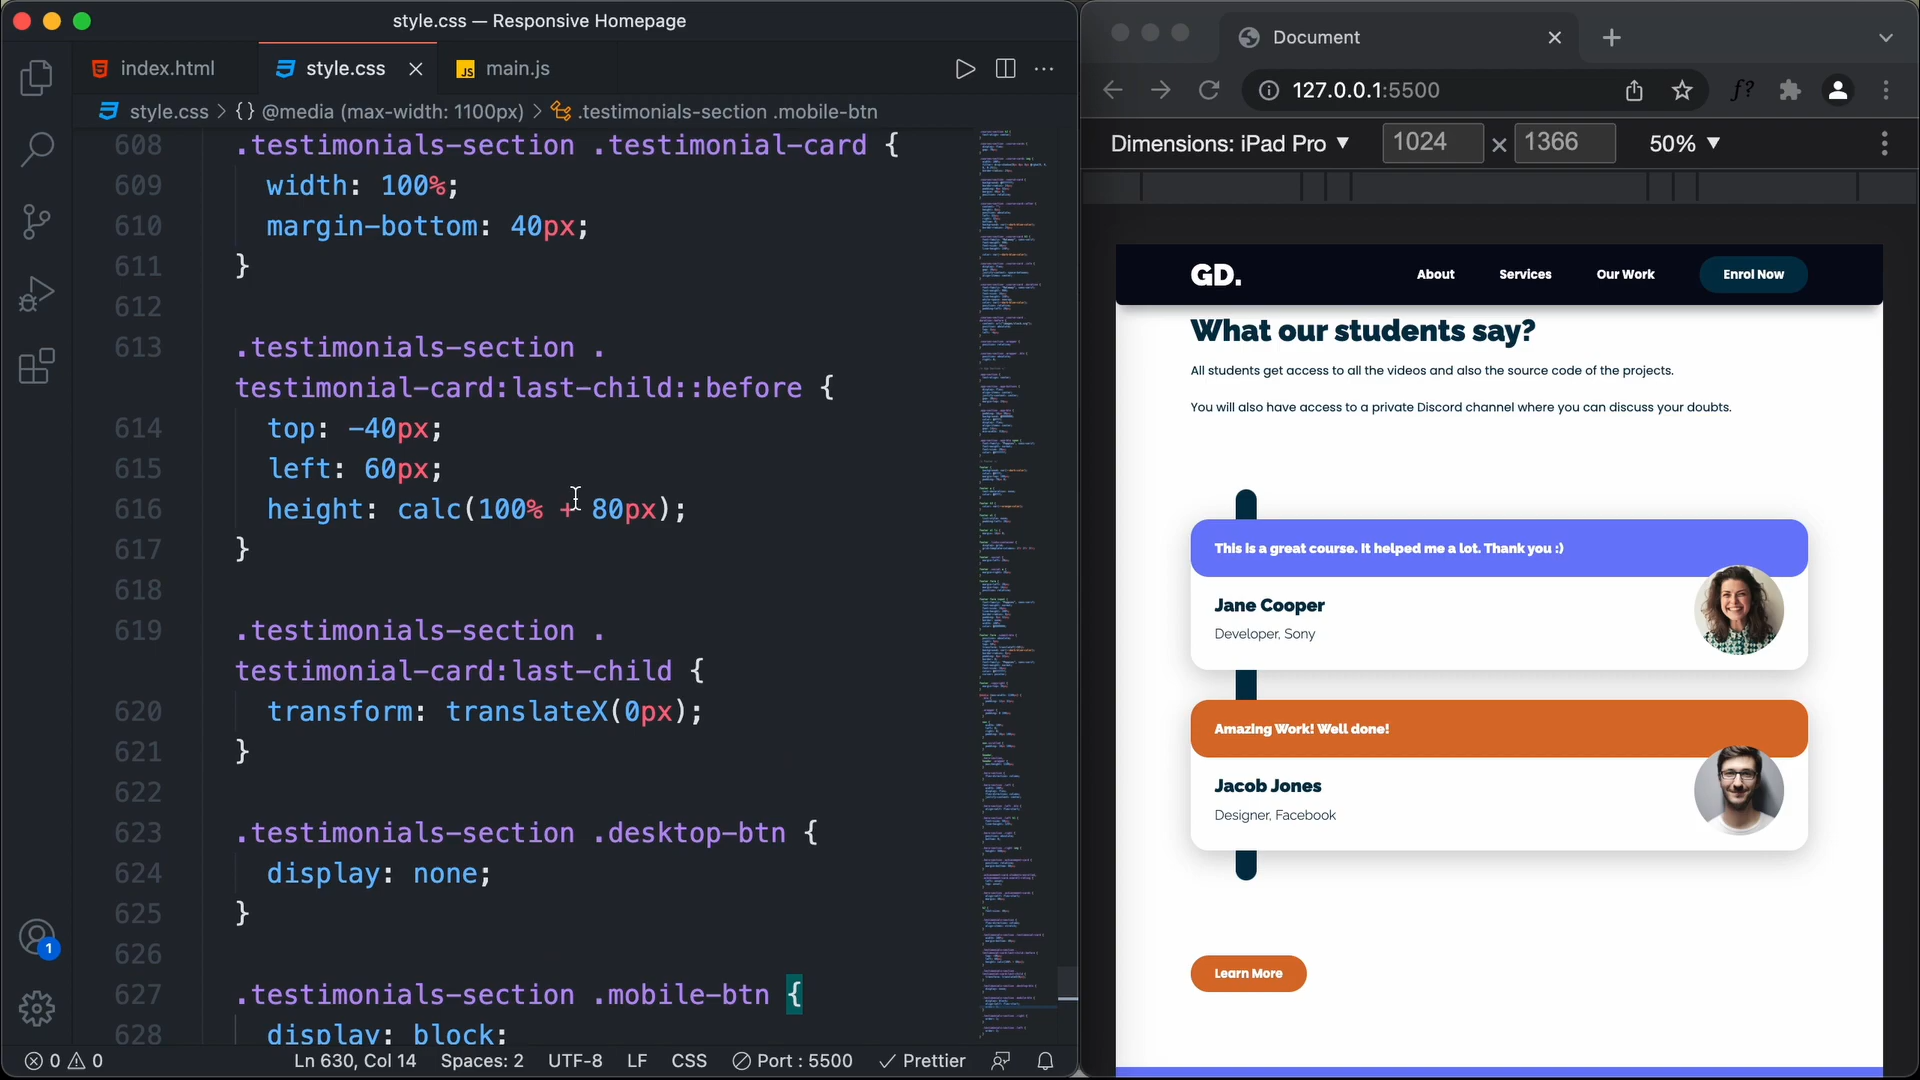 style.css — Responsive Homepage
index.html
style.css
JS main.js
style.css > {} @media (max-width: 1100px) > .testimonials-section .mobile-btn
608 .testimonials-section .testimonial-card {
609 width: 100%;
610 margin-bottom: 40px;
611 }
612
613 .testimonials-section .
testimonial-card:last-child::before {
614 top: -40px;
615 left: 60px;
616 height: calc(100% + 80px);
617 }
618
619 .testimonials-section .
testimonial-card:last-child {
620 transform: translateX(0px);
621 }
622
623 .testimonials-section .desktop-btn {
624 display: none;
625 }
626
627 .testimonials-section .mobile-btn {
628 display: block;
1
0 0 Ln 630, Col 14 Spaces: 2 UTF-8 LF CSS Port : 5500 Prettier
Document
127.0.0.1:5500
f?
Dimensions: iPad Pro ▼ 1024 × 1366 50% ▼
GD. About Services Our Work Enrol Now
What our students say?
All students get access to all the videos and also the source code of the projects.
You will also have access to a private Discord channel where you can discuss your doubts.
This is a great course. It helped me a lot. Thank you :)
Jane Cooper
Developer, Sony
Amazing Work! Well done!
Jacob Jones
Designer, Facebook
Learn More